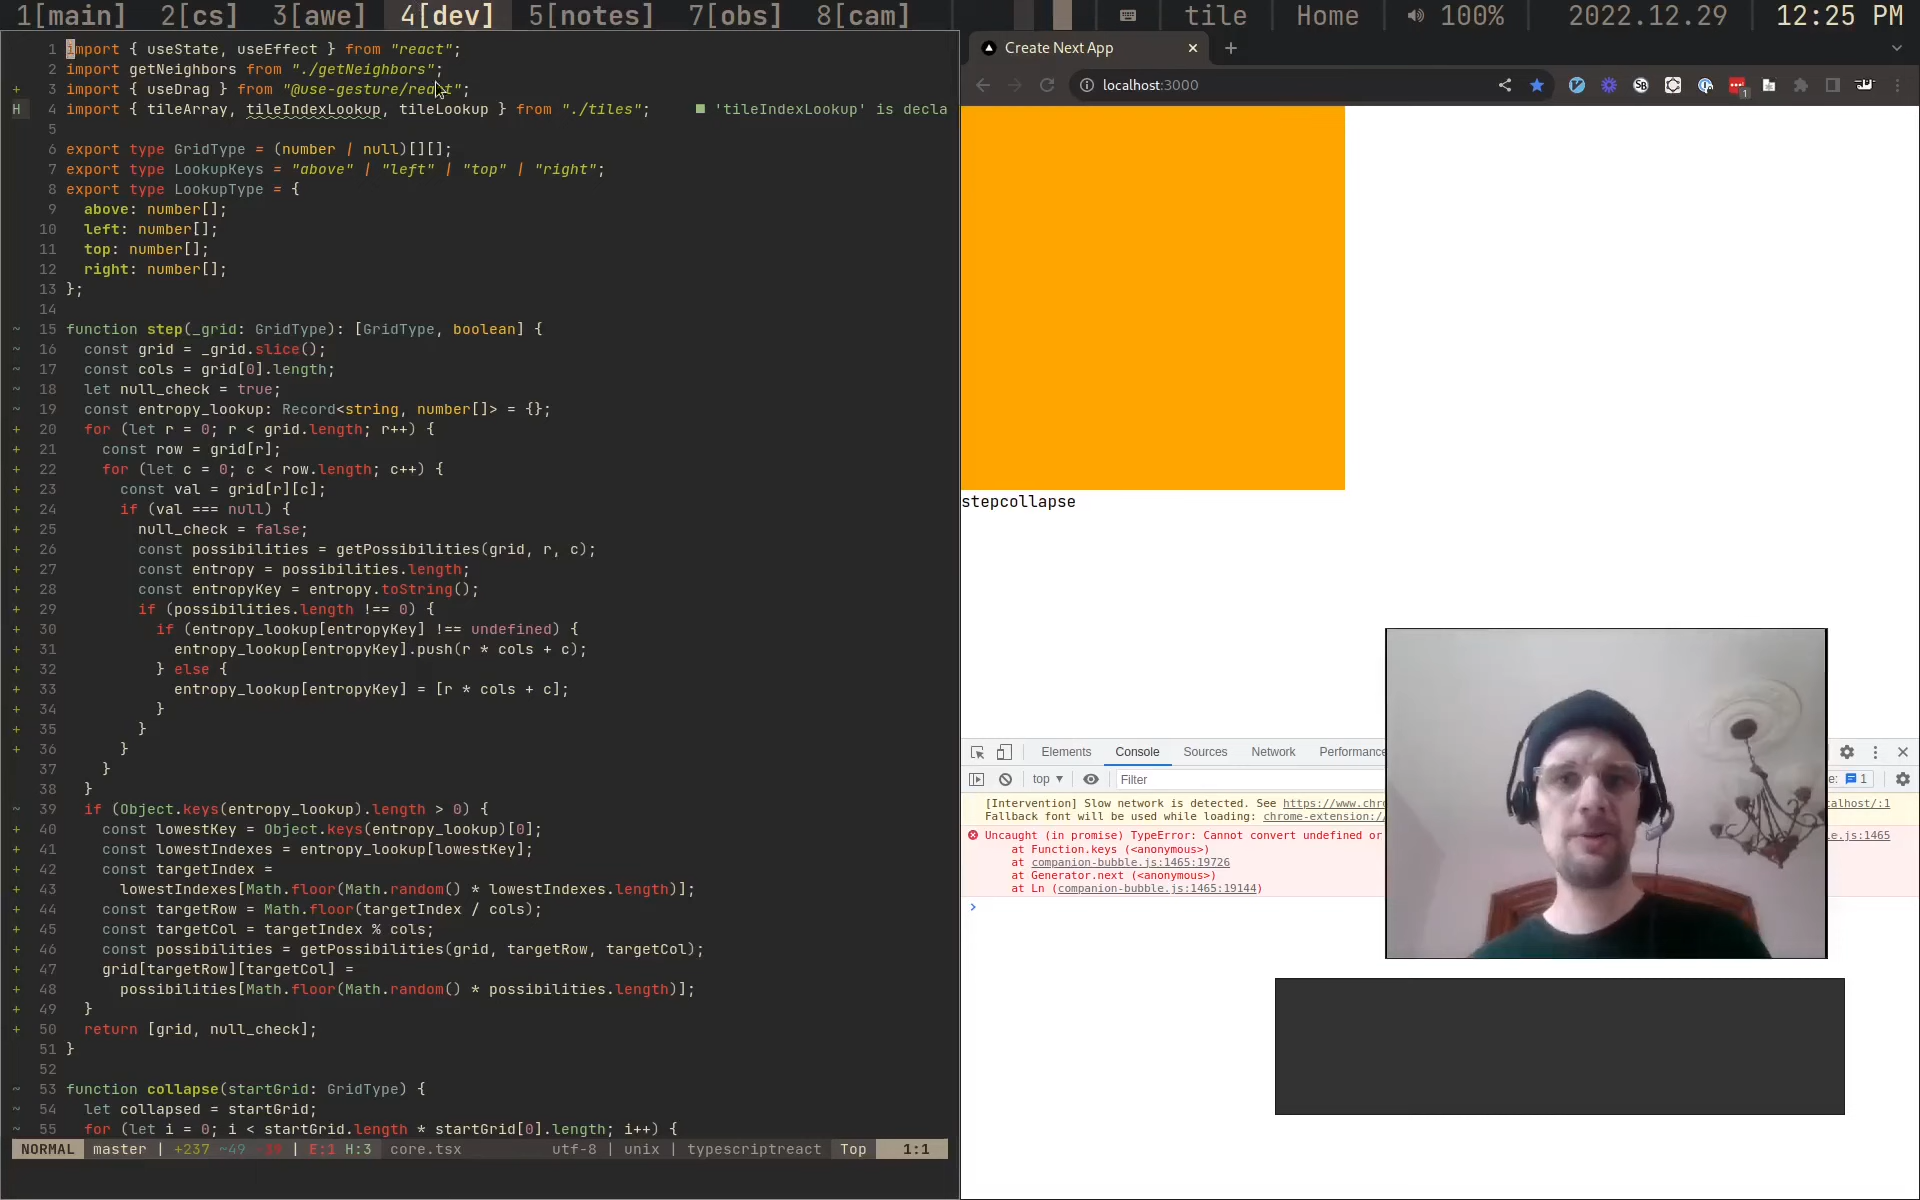 1[main] 2[cs] 3[awe] 4[dev] 5[notes] 7[obs] 8[cam] tile Home 100% 2022.12.29 12:25 PM
1 import { useState, useEffect } from "react";
2 import getNeighbors from "./getNeighbors";
+ 3 import { useDrag } from "@use-gesture/react";
H 4 import { tileArray, tileIndexLookup, tileLookup } from "./tiles"; ■ 'tileIndexLookup' is decla
5
6 export type GridType = (number | null)[][];
7 export type LookupKeys = "above" | "left" | "top" | "right";
8 export type LookupType = {
9 above: number[];
10 left: number[];
11 top: number[];
12 right: number[];
13 };
14
~ 15 function step(_grid: GridType): [GridType, boolean] {
~ 16 const grid = _grid.slice();
~ 17 const cols = grid[0].length;
~ 18 let null_check = true;
~ 19 const entropy_lookup: Record<string, number[]> = {};
+ 20 for (let r = 0; r < grid.length; r++) {
+ 21 const row = grid[r];
+ 22 for (let c = 0; c < row.length; c++) {
+ 23 const val = grid[r][c];
+ 24 if (val === null) {
+ 25 null_check = false;
+ 26 const possibilities = getPossibilities(grid, r, c);
+ 27 const entropy = possibilities.length;
+ 28 const entropyKey = entropy.toString();
+ 29 if (possibilities.length !== 0) {
+ 30 if (entropy_lookup[entropyKey] !== undefined) {
+ 31 entropy_lookup[entropyKey].push(r * cols + c);
+ 32 } else {
+ 33 entropy_lookup[entropyKey] = [r * cols + c];
+ 34 }
+ 35 }
+ 36 }
37 }
38 }
~ 39 if (Object.keys(entropy_lookup).length > 0) {
+ 40 const lowestKey = Object.keys(entropy_lookup)[0];
+ 41 const lowestIndexes = entropy_lookup[lowestKey];
+ 42 const targetIndex =
+ 43 lowestIndexes[Math.floor(Math.random() * lowestIndexes.length)];
+ 44 const targetRow = Math.floor(targetIndex / cols);
+ 45 const targetCol = targetIndex % cols;
+ 46 const possibilities = getPossibilities(grid, targetRow, targetCol);
+ 47 grid[targetRow][targetCol] =
+ 48 possibilities[Math.floor(Math.random() * possibilities.length)];
+ 49 }
+ 50 return [grid, null_check];
51 }
52
~ 53 function collapse(startGrid: GridType) {
~ 54 let collapsed = startGrid;
~ 55 for (let i = 0; i < startGrid.length * startGrid[0].length; i++) {
NORMAL master | +237 ~49 | E:1 H:3 core.tsx utf-8 | unix | typescriptreact Top 1:1
Create Next App
localhost:3000
stepcollapse
Elements Console Sources Network Performance
top ▼ Filter e: 1
[Intervention] Slow network is detected. See https://www.chro calhost/:1
Fallback font will be used while loading: chrome-extension:/
Uncaught (in promise) TypeError: Cannot convert undefined or e.js:1465
at Function.keys (<anonymous>)
at companion-bubble.js:1465:19726
at Generator.next (<anonymous>)
at Ln (companion-bubble.js:1465:19144)
>